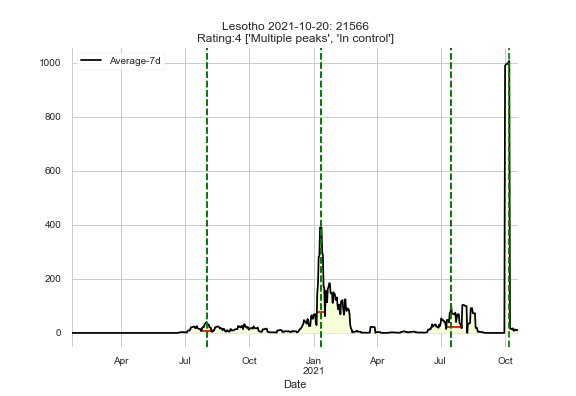 Lesotho 2021-10-20: 21566
Rating:4 ['Multiple peaks', 'In control']
Average-7d
1000
800
600
400
200
0
Apr Jul Oct Jan Apr Jul Oct
2021
Date